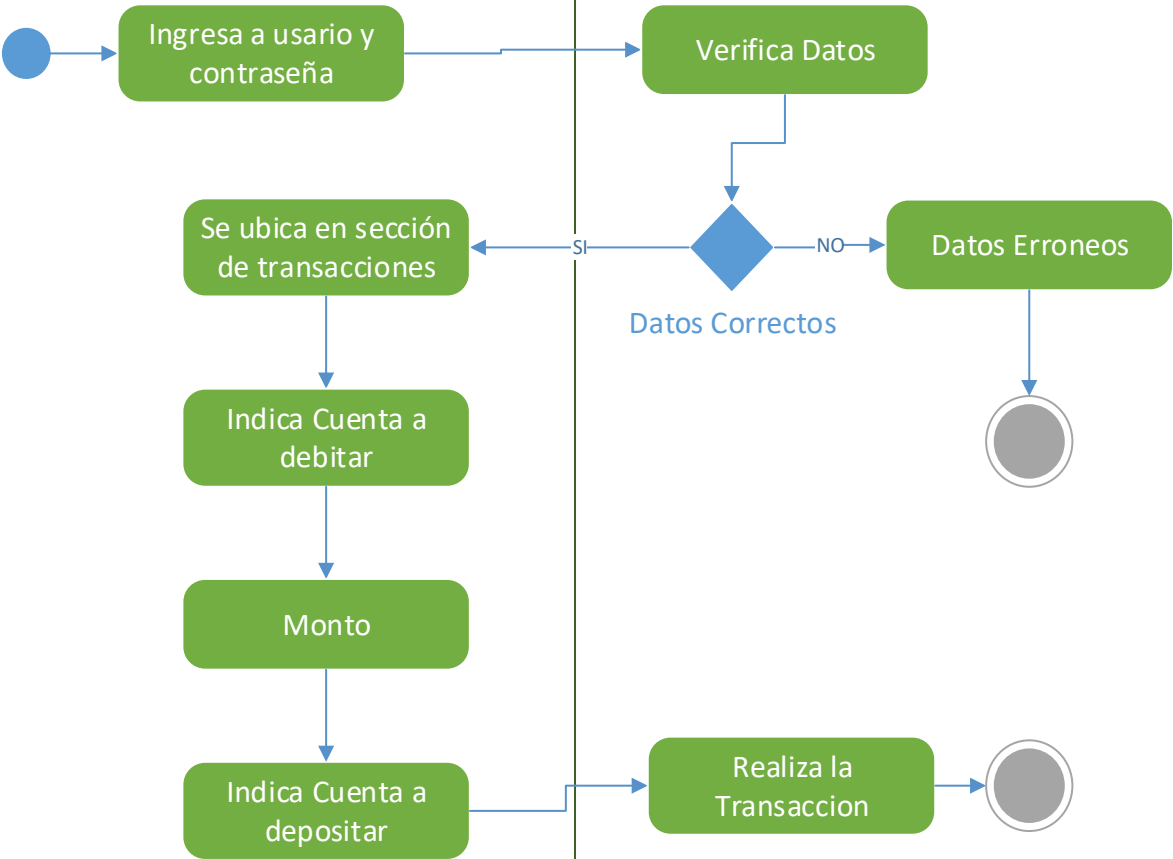 Ingresa a usario y
contraseña
Verifica Datos
Se ubica en sección
de transacciones
SI
NO
Datos Erroneos
Datos Correctos
Indica Cuenta a
debitar
Monto
Indica Cuenta a
depositar
Realiza la
Transaccion